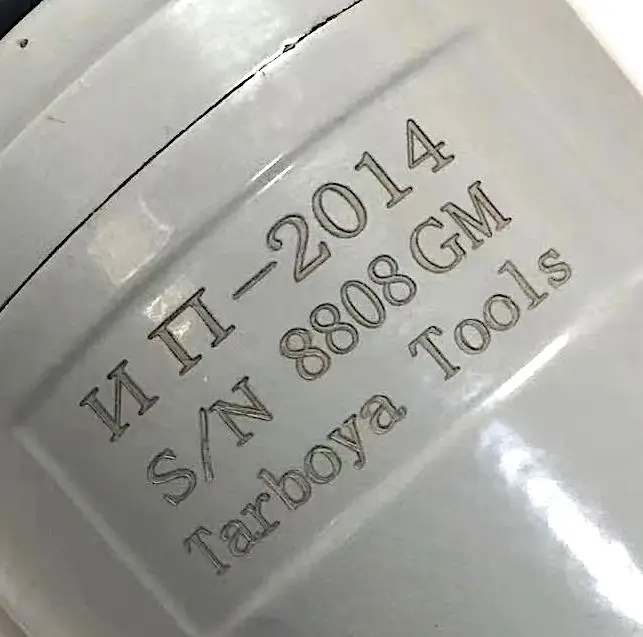 ИП-2014
S/N 8808GM
Tarboya Tools